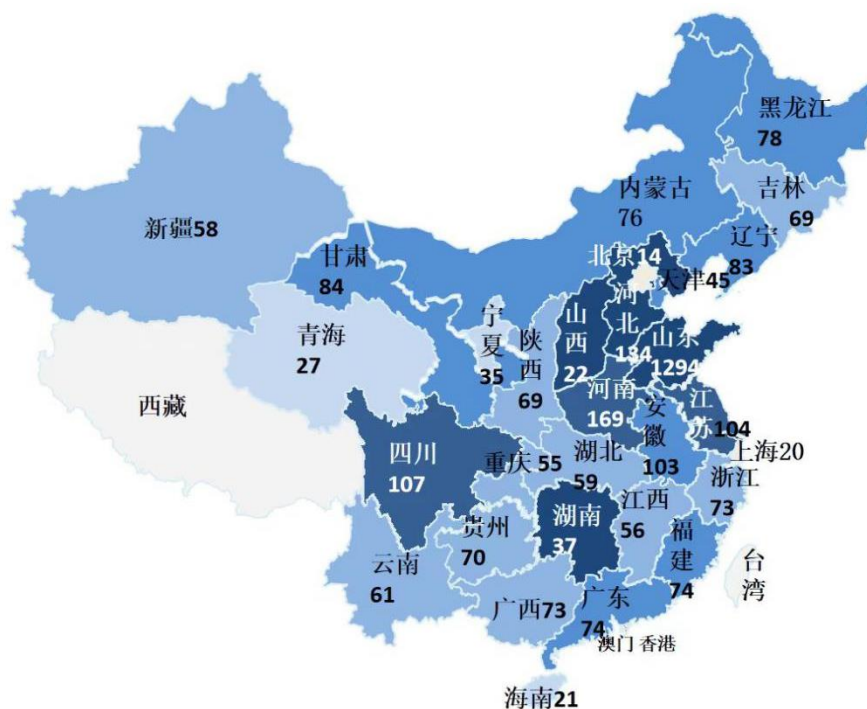 黑龙江
78
内蒙古
76
吉林
69
辽宁
83
新疆58
甘肃
84
北京14
天津45
河北
134
山西
22
山东
1294
青海
27
宁夏
35
陕西
69
河南
169
安徽
103
江苏104
上海20
西藏
四川
107
重庆 55
湖北
59
浙江
73
江西
56
湖南
37
贵州
70
福建
74
云南
61
广西73
广东
74
台湾
澳门 香港
海南21